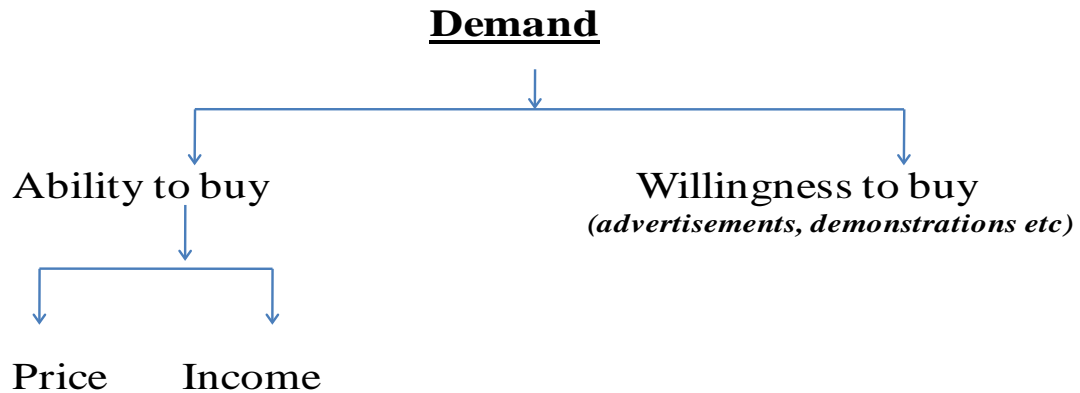 Demand
Ability to buy
Willingness to buy
(advertisements, demonstrations etc)
Price
Income